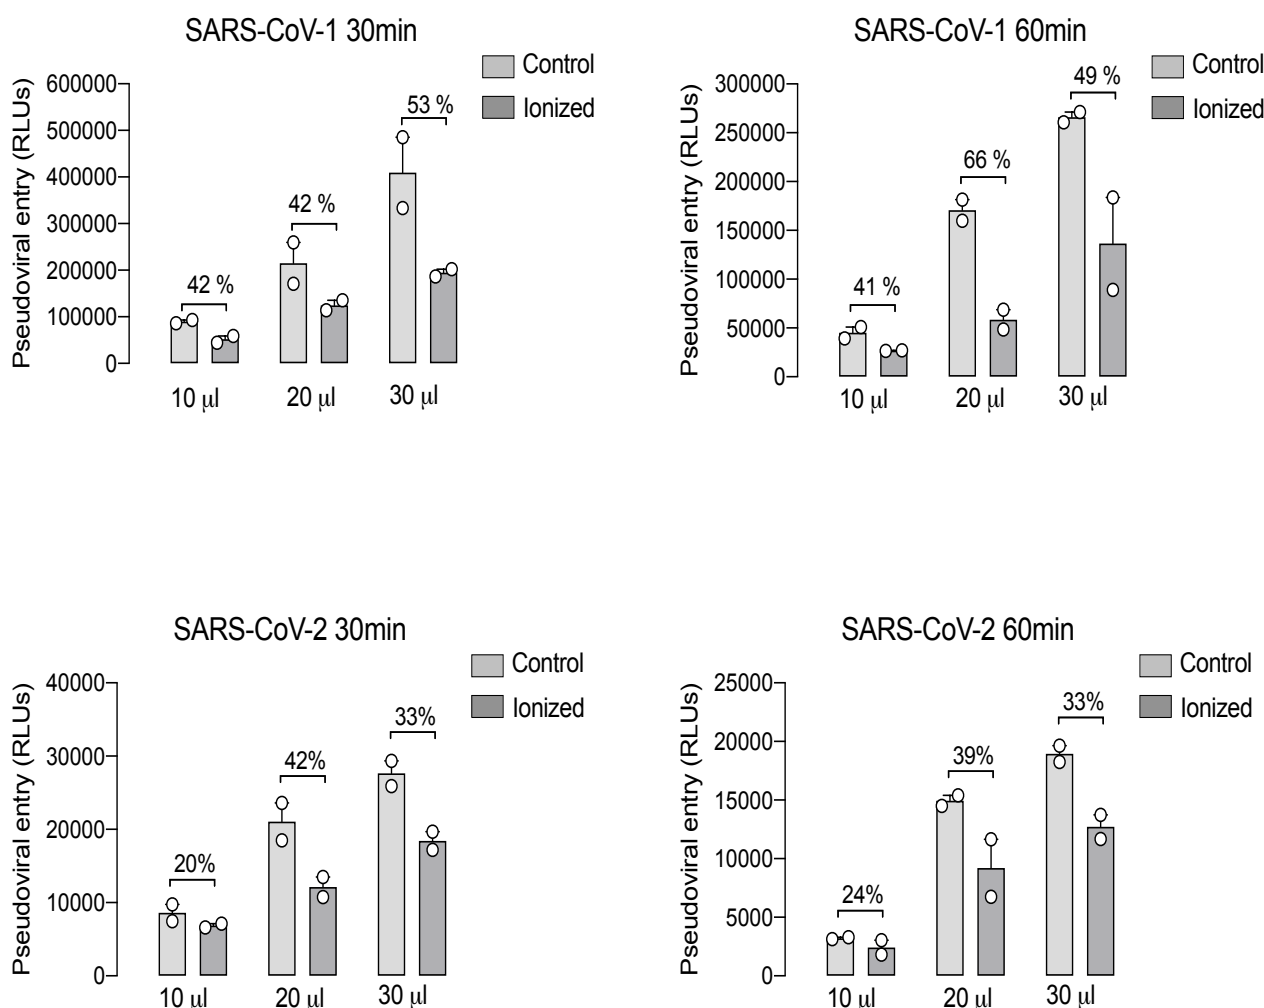 SARS-CoV-1 30min
Control
Ionized
Pseudoviral entry (RLUs)
600000
500000
400000
300000
200000
100000
0
42 %
42 %
53 %
10 µl
20 µl
30 µl
SARS-CoV-1 60min
Control
Ionized
Pseudoviral entry (RLUs)
300000
250000
200000
150000
100000
50000
0
41 %
66 %
49 %
10 µl
20 µl
30 µl
SARS-CoV-2 30min
Control
Ionized
Pseudoviral entry (RLUs)
40000
30000
20000
10000
0
20%
42%
33%
10 µl
20 µl
30 µl
SARS-CoV-2 60min
Control
Ionized
Pseudoviral entry (RLUs)
25000
20000
15000
10000
5000
0
24%
39%
33%
10 µl
20 µl
30 µl